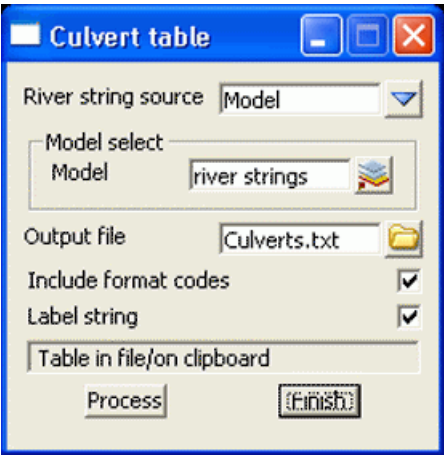 Culvert table
River string source Model
Model select
Model river strings
Output file Culverts.txt
Include format codes
Label string
Table in file/on clipboard
Process Finish